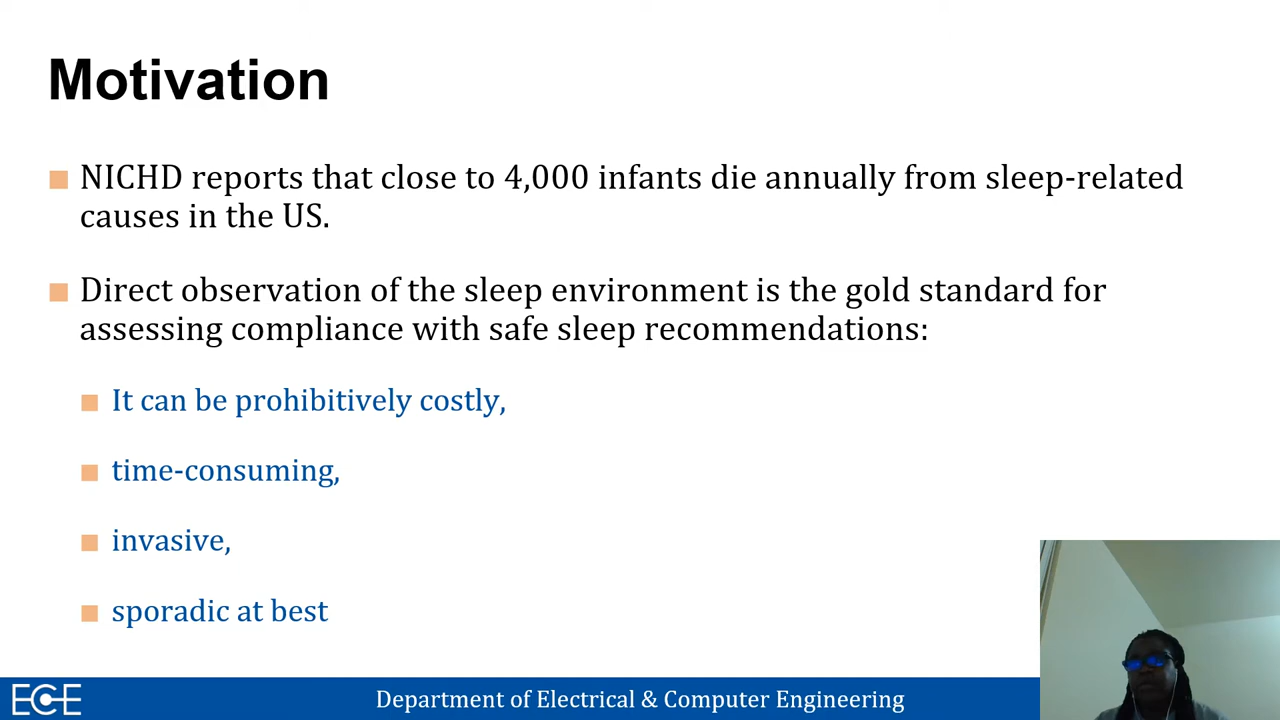 Motivation
NICHD reports that close to 4,000 infants die annually from sleep-related
causes in the US.
Direct observation of the sleep environment is the gold standard for
assessing compliance with safe sleep recommendations:
It can be prohibitively costly,
time-consuming,
invasive,
sporadic at best
ECE
Department of Electrical & Computer Engineering